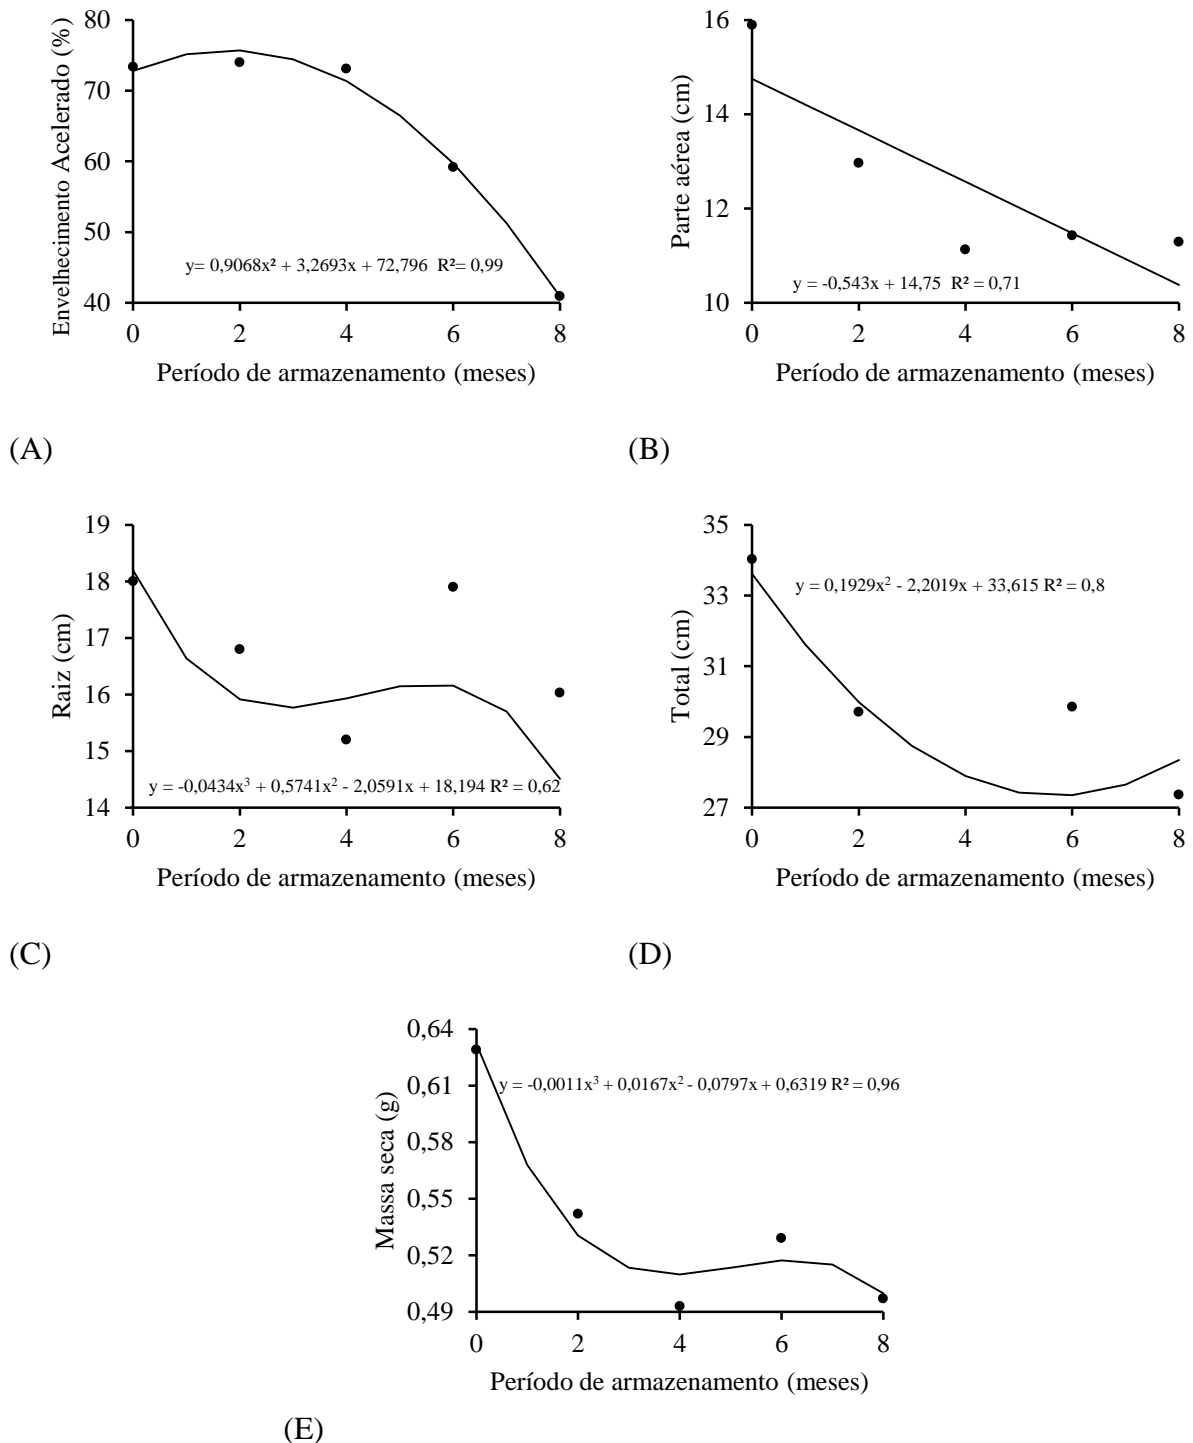 80
70
60
50
40
Envelhecimento Acelerado (%)
y= 0,9068x² + 3,2693x + 72,796 R²= 0,99
0 2 4 6 8
Período de armazenamento (meses)
(A)
16
14
12
10
Parte aérea (cm)
y = -0,543x + 14,75 R² = 0,71
0 2 4 6 8
Período de armazenamento (meses)
(B)
19
18
17
16
15
14
Raiz (cm)
y = -0,0434x³ + 0,5741x² - 2,0591x + 18,194 R² = 0,62
0 2 4 6 8
Período de armazenamento (meses)
(C)
35
33
31
29
27
Total (cm)
y = 0,1929x² - 2,2019x + 33,615 R² = 0,8
0 2 4 6 8
Período de armazenamento (meses)
(D)
0,64
0,61
0,58
0,55
0,52
0,49
Massa seca (g)
y = -0,0011x³ + 0,0167x² - 0,0797x + 0,6319 R² = 0,96
0 2 4 6 8
Período de armazenamento (meses)
(E)